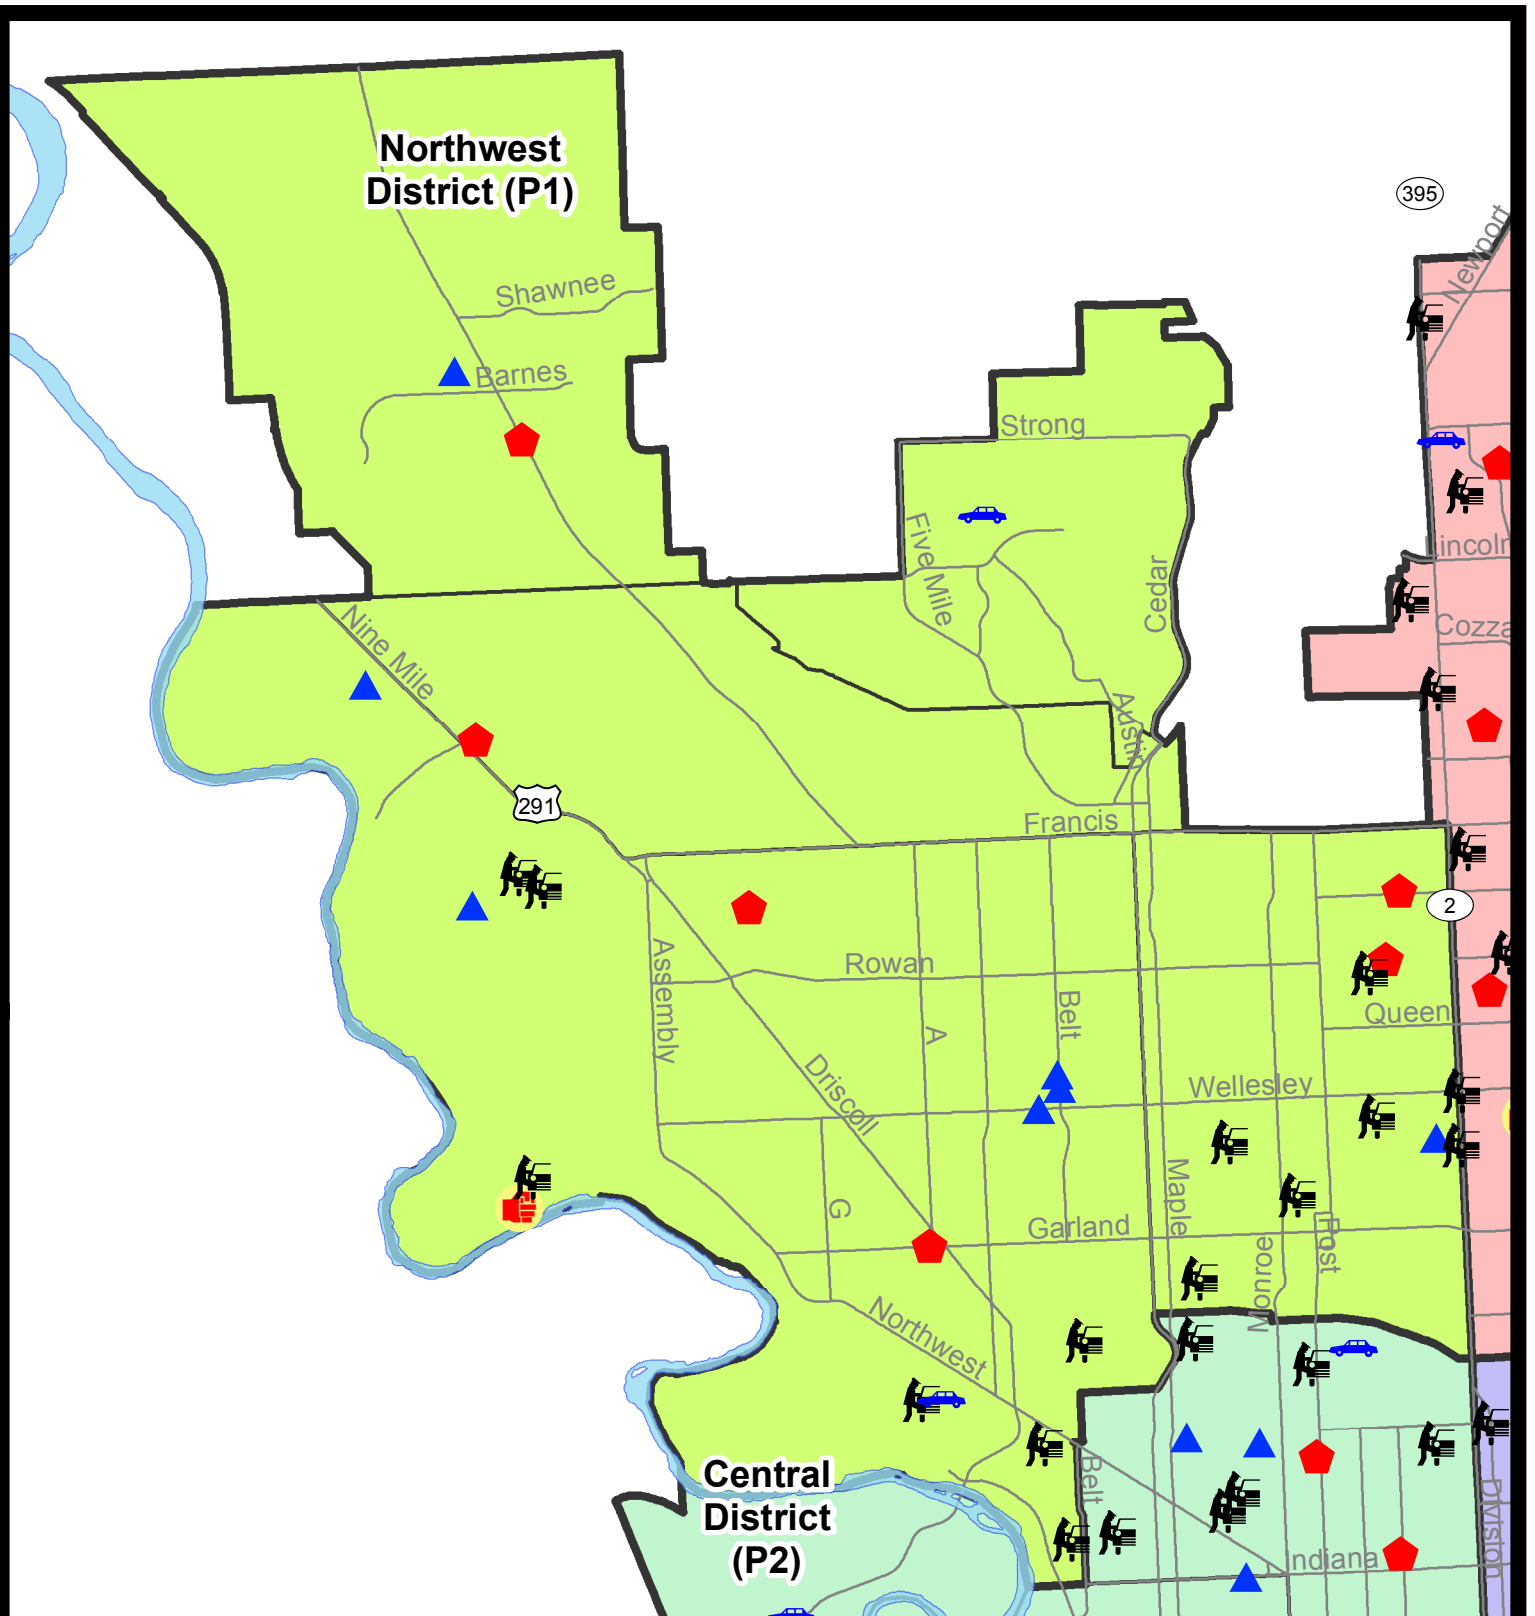 Northwest
District (P1)
395
Newport
Shawnee
Barnes
Strong
Five Mile
Cedar
Lincoln
Cozza
Nine Mile
Austin
291
Francis
2
Assembly
Rowan
Belt
A
Queen
Driscoll
Wellesley
Maple
G
Garland
Post
Monroe
Northwest
Central
District
(P2)
Belt
Division
Indiana